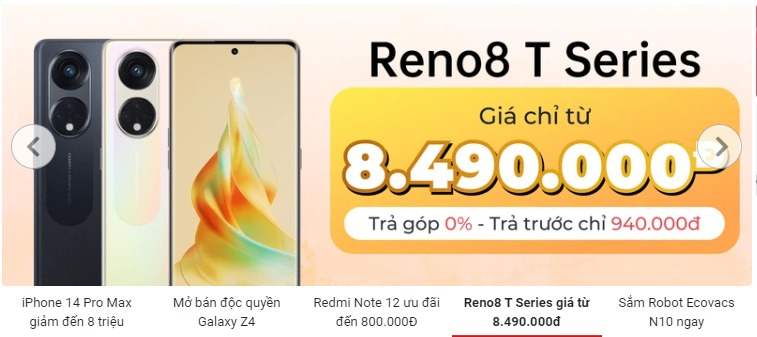 Reno8 T Series
Giá chỉ từ
8.490.000đ
Trả góp 0% - Trả trước chỉ 940.000đ
iPhone 14 Pro Max
giảm đến 8 triệu
Mở bán độc quyền
Galaxy Z4
Redmi Note 12 ưu đãi
đến 800.000Đ
Reno8 T Series giá từ
8.490.000đ
Sắm Robot Ecovacs
N10 ngay